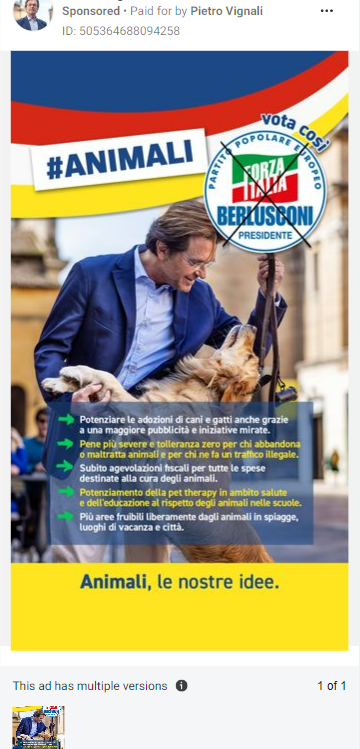 Sponsored • Paid for by Pietro Vignali
ID: 505364688094258
vota così
#ANIMALI
PARTITO POPOLARE EUROPEO
FORZA
ITALIA
BERLUSCONI
PRESIDENTE
Potenziare le adozioni di cani e gatti anche grazie
a una maggiore pubblicità e iniziative mirate.
Pene più severe e tolleranza zero per chi abbandona
o maltratta animali e per chi ne fa un traffico illegale.
Subito agevolazioni fiscali per tutte le spese
destinate alla cura degli animali.
Potenziamento della pet therapy in ambito salute
e dell'educazione al rispetto degli animali nelle scuole.
Più aree fruibili liberamente dagli animali in spiagge,
luoghi di vacanza e città.
Animali, le nostre idee.
This ad has multiple versions
1 of 1